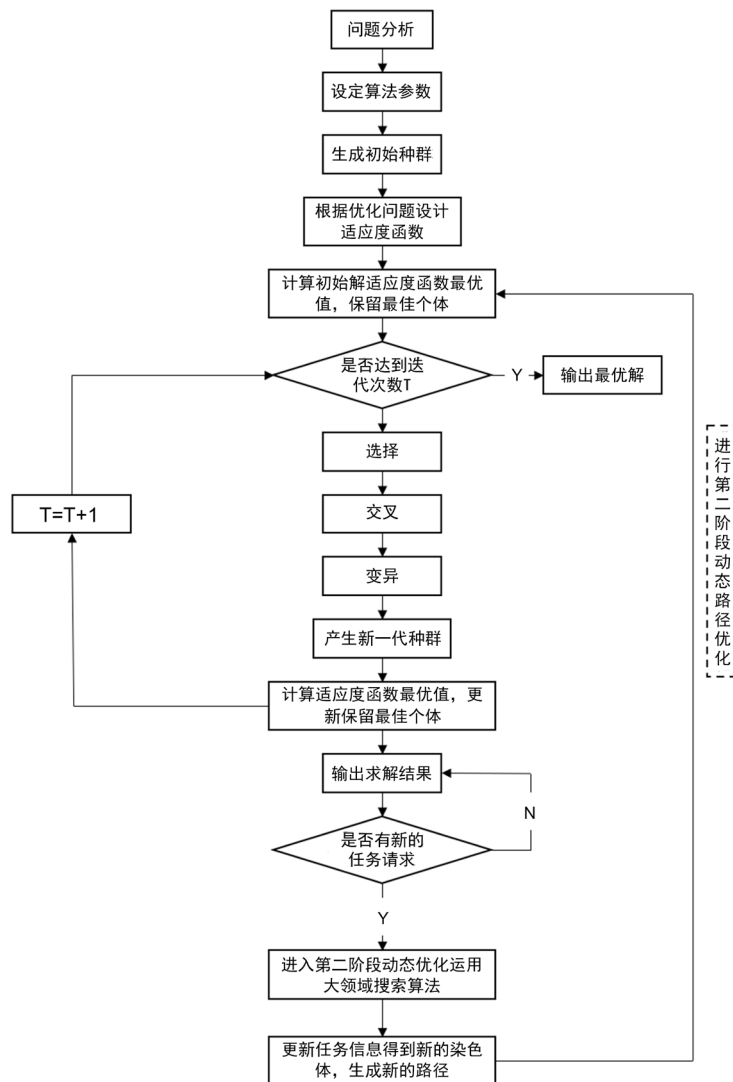 问题分析
设定算法参数
生成初始种群
根据优化问题设计
适应度函数
计算初始解适应度函数最优
值，保留最佳个体
是否达到迭
代次数T
Y
输出最优解
选择
交叉
变异
产生新一代种群
计算适应度函数最优值，更
新保留最佳个体
T=T+1
输出求解结果
N
是否有新的
任务请求
Y
进入第二阶段动态优化运用
大领域搜索算法
更新任务信息得到新的染色
体，生成新的路径
进行第二阶段动态路径优化